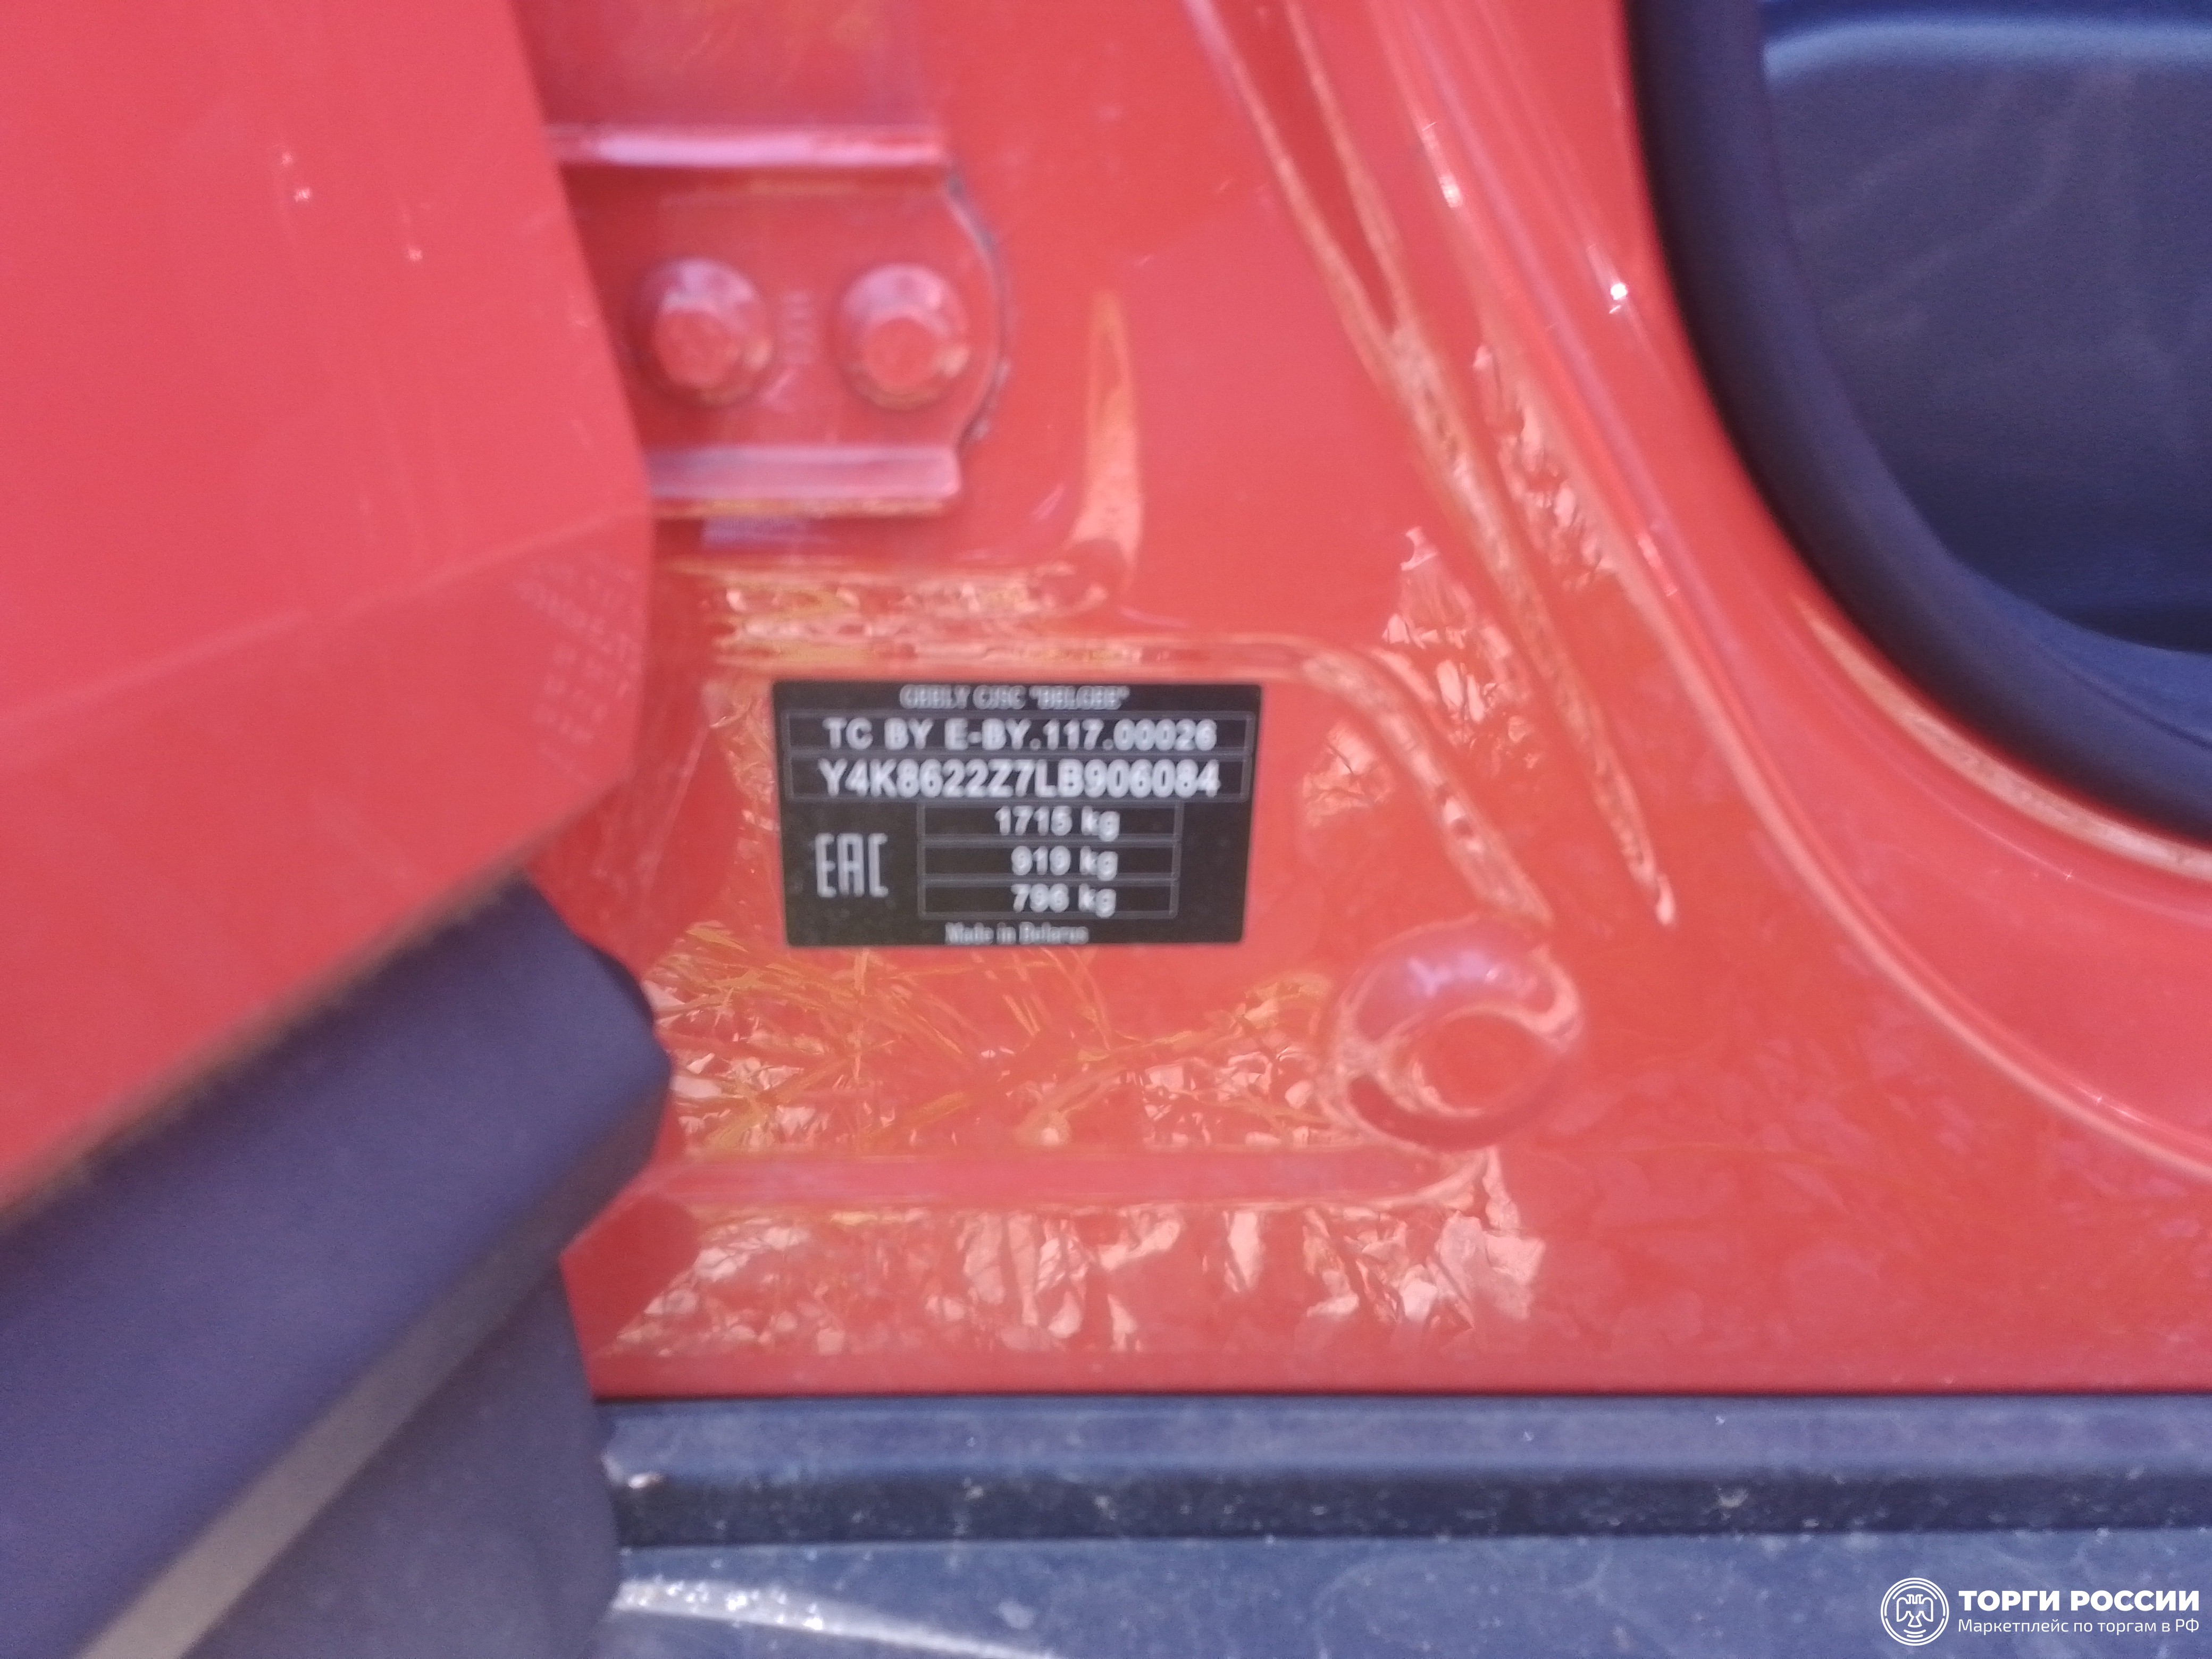 GEELY CJSC "BELGEE"
TC BY E-BY.117.00026
Y4K8622Z7LB906084
1715 kg
EAC
919 kg
796 kg
Made in Belarus
ТОРГИ РОССИИ
Маркетплейс по торгам в РФ